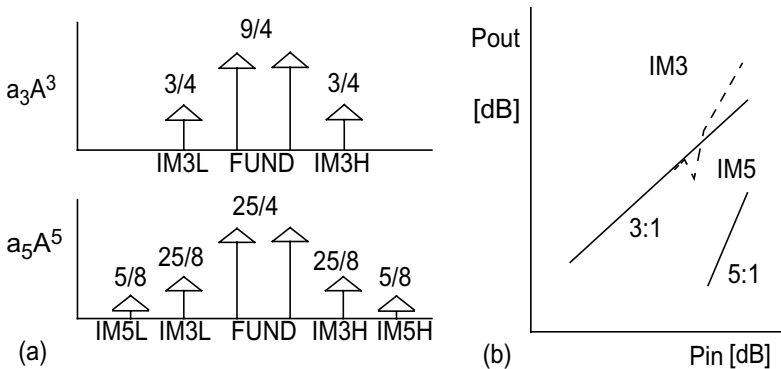 a₃A³
9/4
3/4
3/4
IM3L FUND IM3H
a₅A⁵
25/4
25/8
25/8
5/8
5/8
IM5L IM3L FUND IM3H IM5H
(a)
Pout
[dB]
IM3
IM5
3:1
5:1
(b)
Pin [dB]